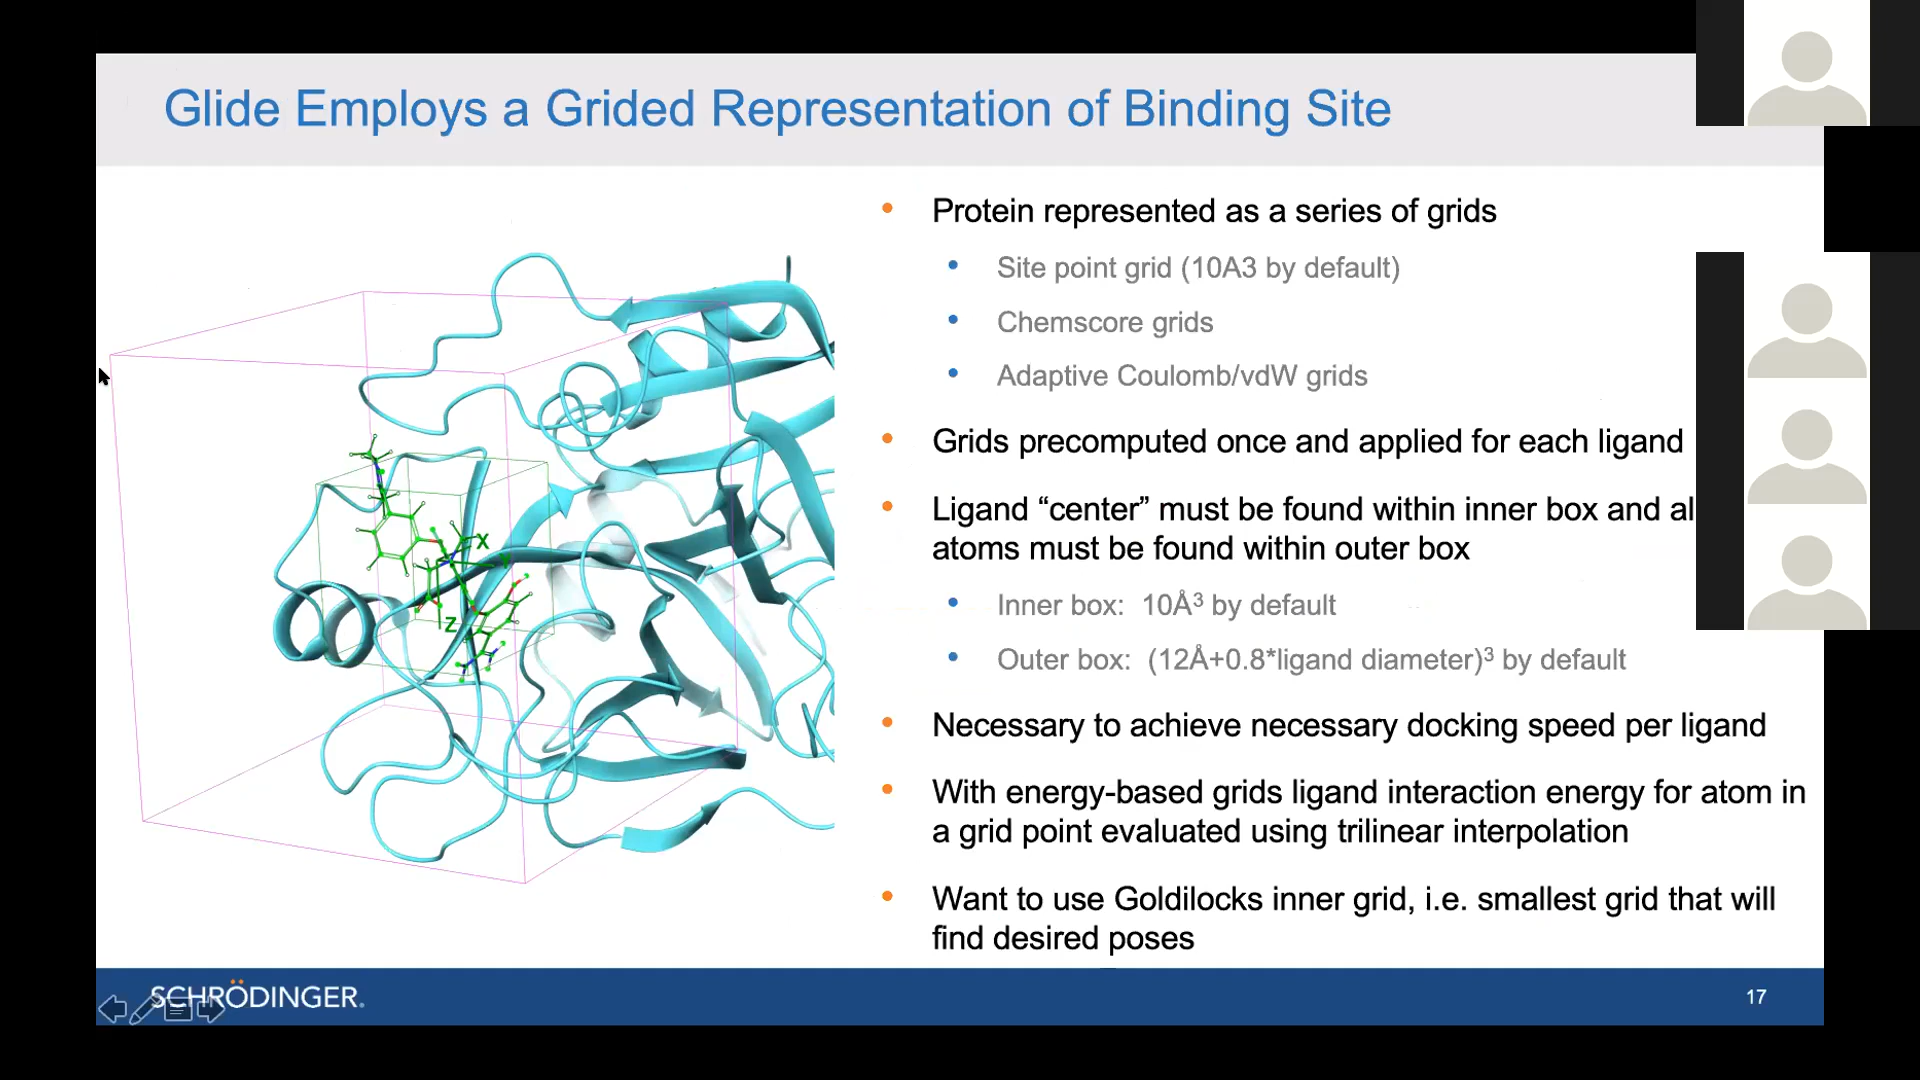 Glide Employs a Grided Representation of Binding Site
Protein represented as a series of grids
Site point grid (10A3 by default)
Chemscore grids
Adaptive Coulomb/vdW grids
Grids precomputed once and applied for each ligand
Ligand “center” must be found within inner box and al
atoms must be found within outer box
Inner box: 10Å³ by default
Outer box: (12Å+0.8*ligand diameter)³ by default
Necessary to achieve necessary docking speed per ligand
With energy-based grids ligand interaction energy for atom in
a grid point evaluated using trilinear interpolation
Want to use Goldilocks inner grid, i.e. smallest grid that will
find desired poses
X
Z
SCHRÖDINGER.
17